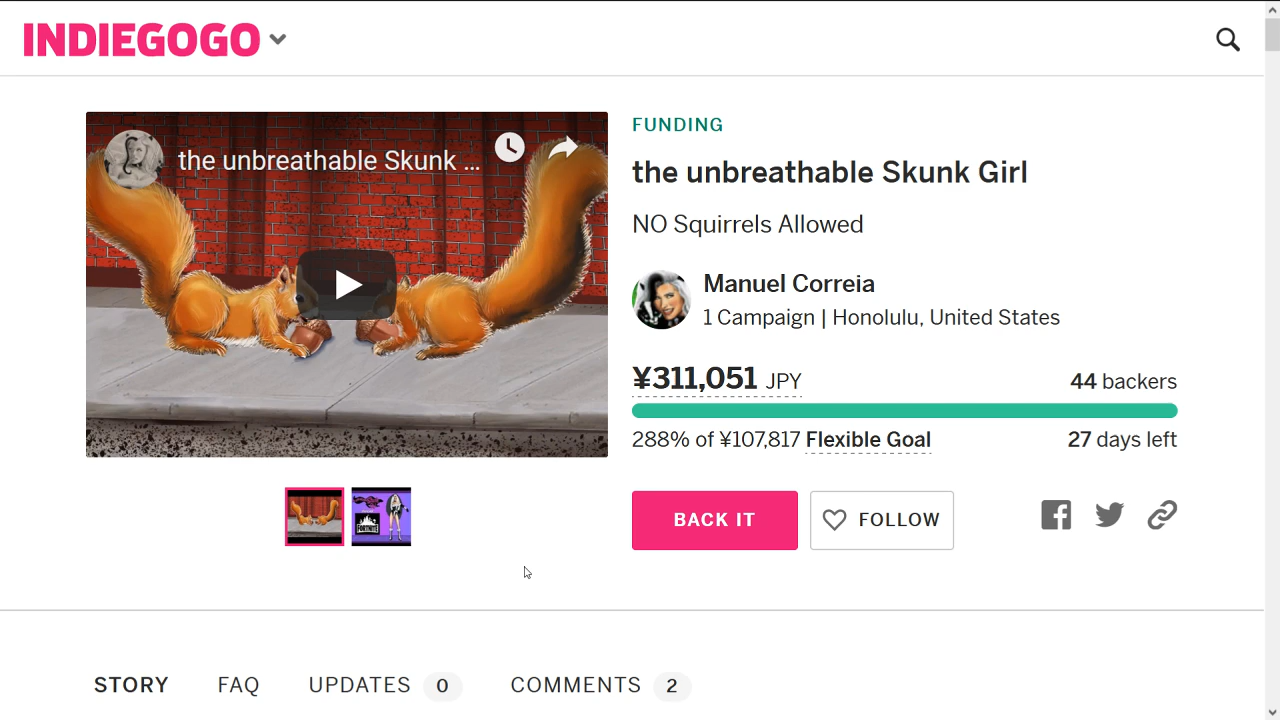 INDIEGOGO
the unbreathable Skunk ...
FUNDING
the unbreathable Skunk Girl
NO Squirrels Allowed
Manuel Correia
1 Campaign | Honolulu, United States
¥311,051 JPY
44 backers
288% of ¥107,817 Flexible Goal
27 days left
BACK IT
FOLLOW
STORY
FAQ
UPDATES 0
COMMENTS 2